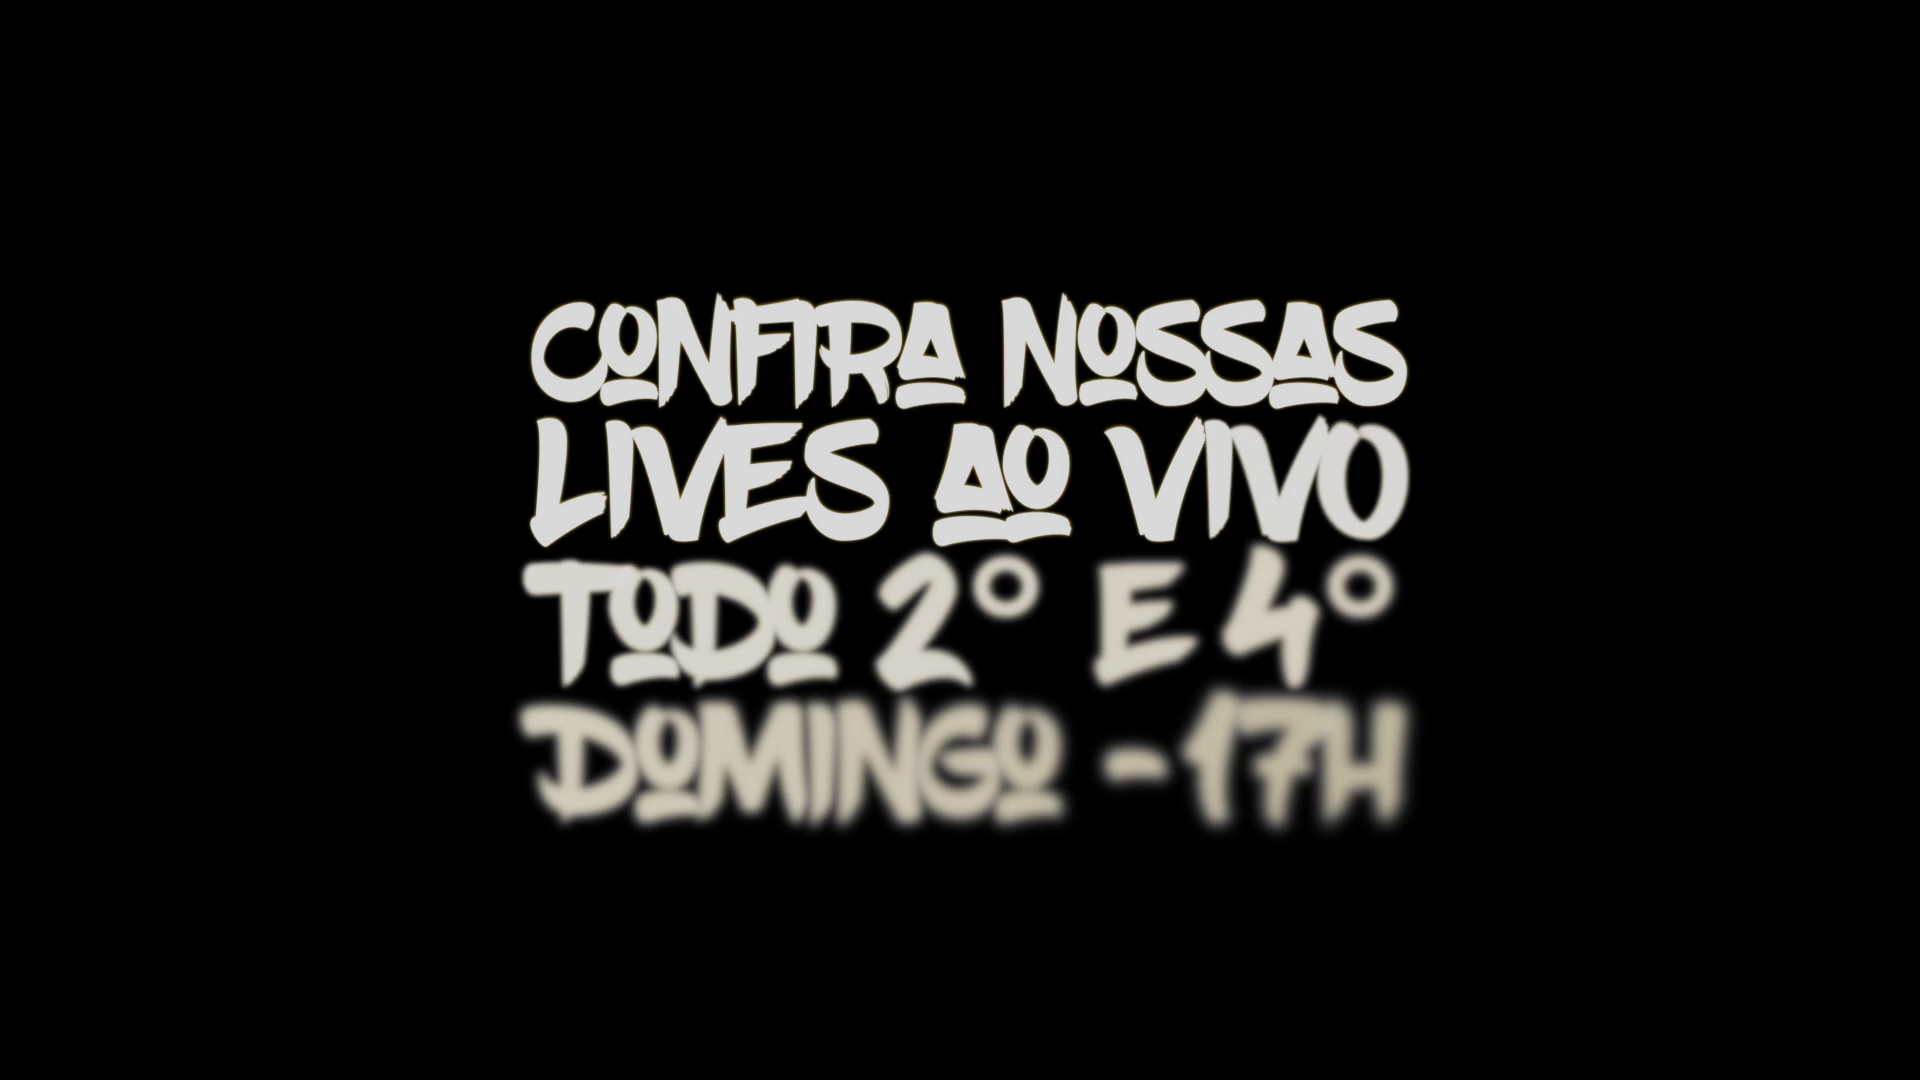 CONFIRA NOSSAS
LIVES AO VIVO
TODO 2° E 4°
DOMINGO - 17H